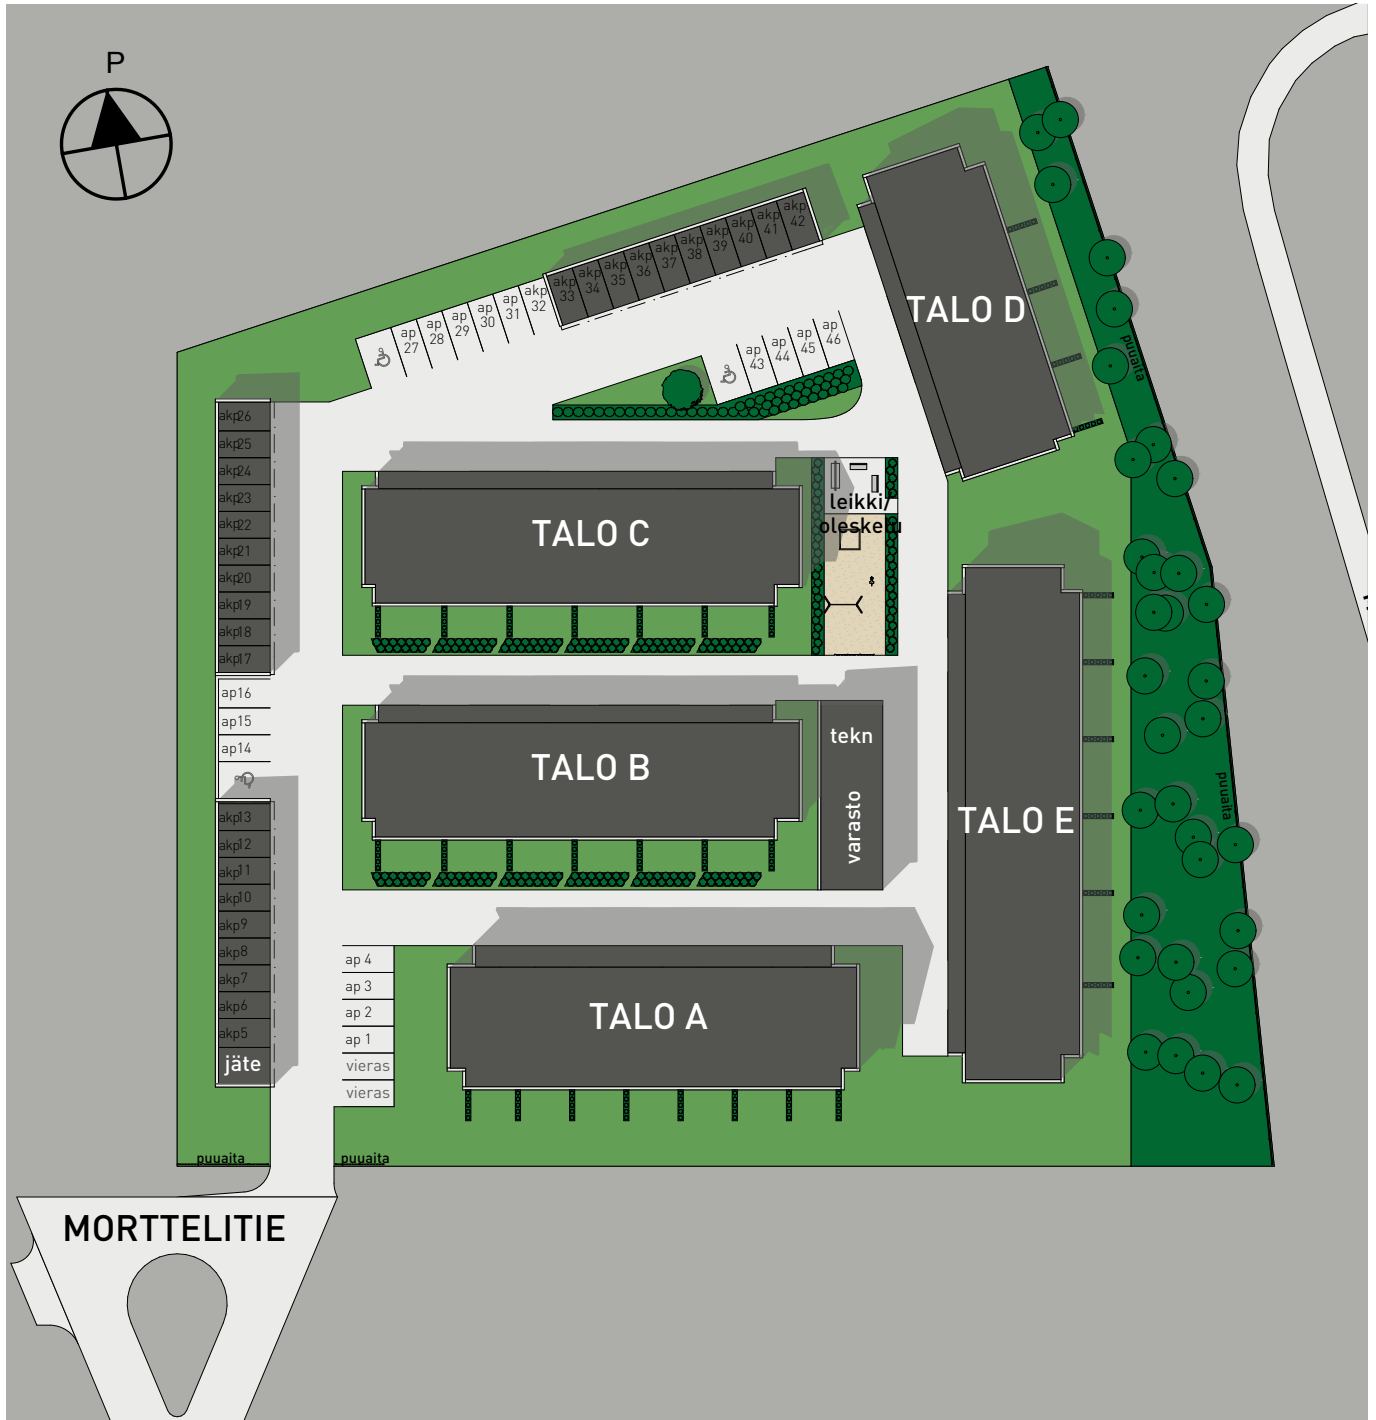 P
akp
42
akp
41
akp
40
akp
39
akp
38
akp
37
akp
36
akp
35
akp
34
akp
33
akp
32
ap
31
ap
30
ap
29
ap
28
ap
27
TALO D
ap
46
ap
45
ap
44
ap
43
puuaita
akp26
akp25
akp24
akp23
akp22
akp21
akp20
akp19
akp18
akp17
TALO C
leikki/
oleskelu
ap16
ap15
ap14
TALO B
tekn
varasto
TALO E
puuaita
akp13
akp12
akp11
akp10
akp9
akp8
akp7
akp6
akp5
jäte
ap 4
ap 3
ap 2
ap 1
vieras
vieras
TALO A
puuaita
puuaita
MORTTELITIE